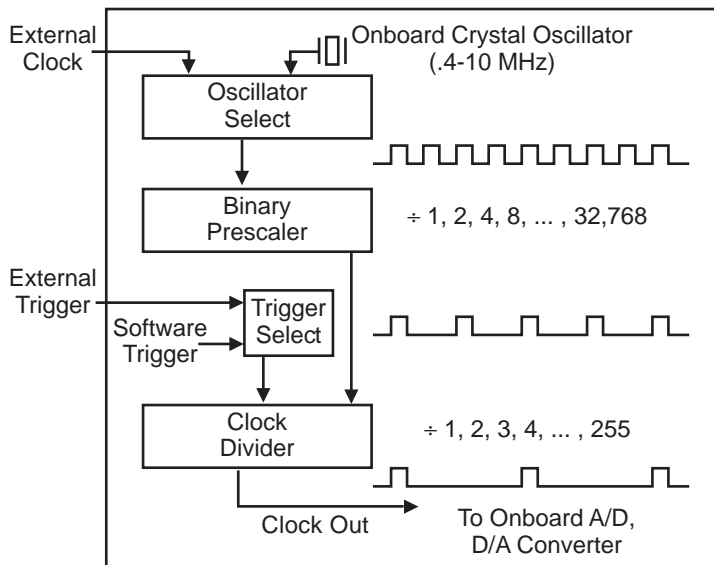 External
Clock
Onboard Crystal Oscillator
(.4-10 MHz)
Oscillator
Select
Binary
Prescaler
÷ 1, 2, 4, 8, ... , 32,768
External
Trigger
Software
Trigger
Trigger
Select
Clock
Divider
÷ 1, 2, 3, 4, ... , 255
Clock Out
To Onboard A/D,
D/A Converter